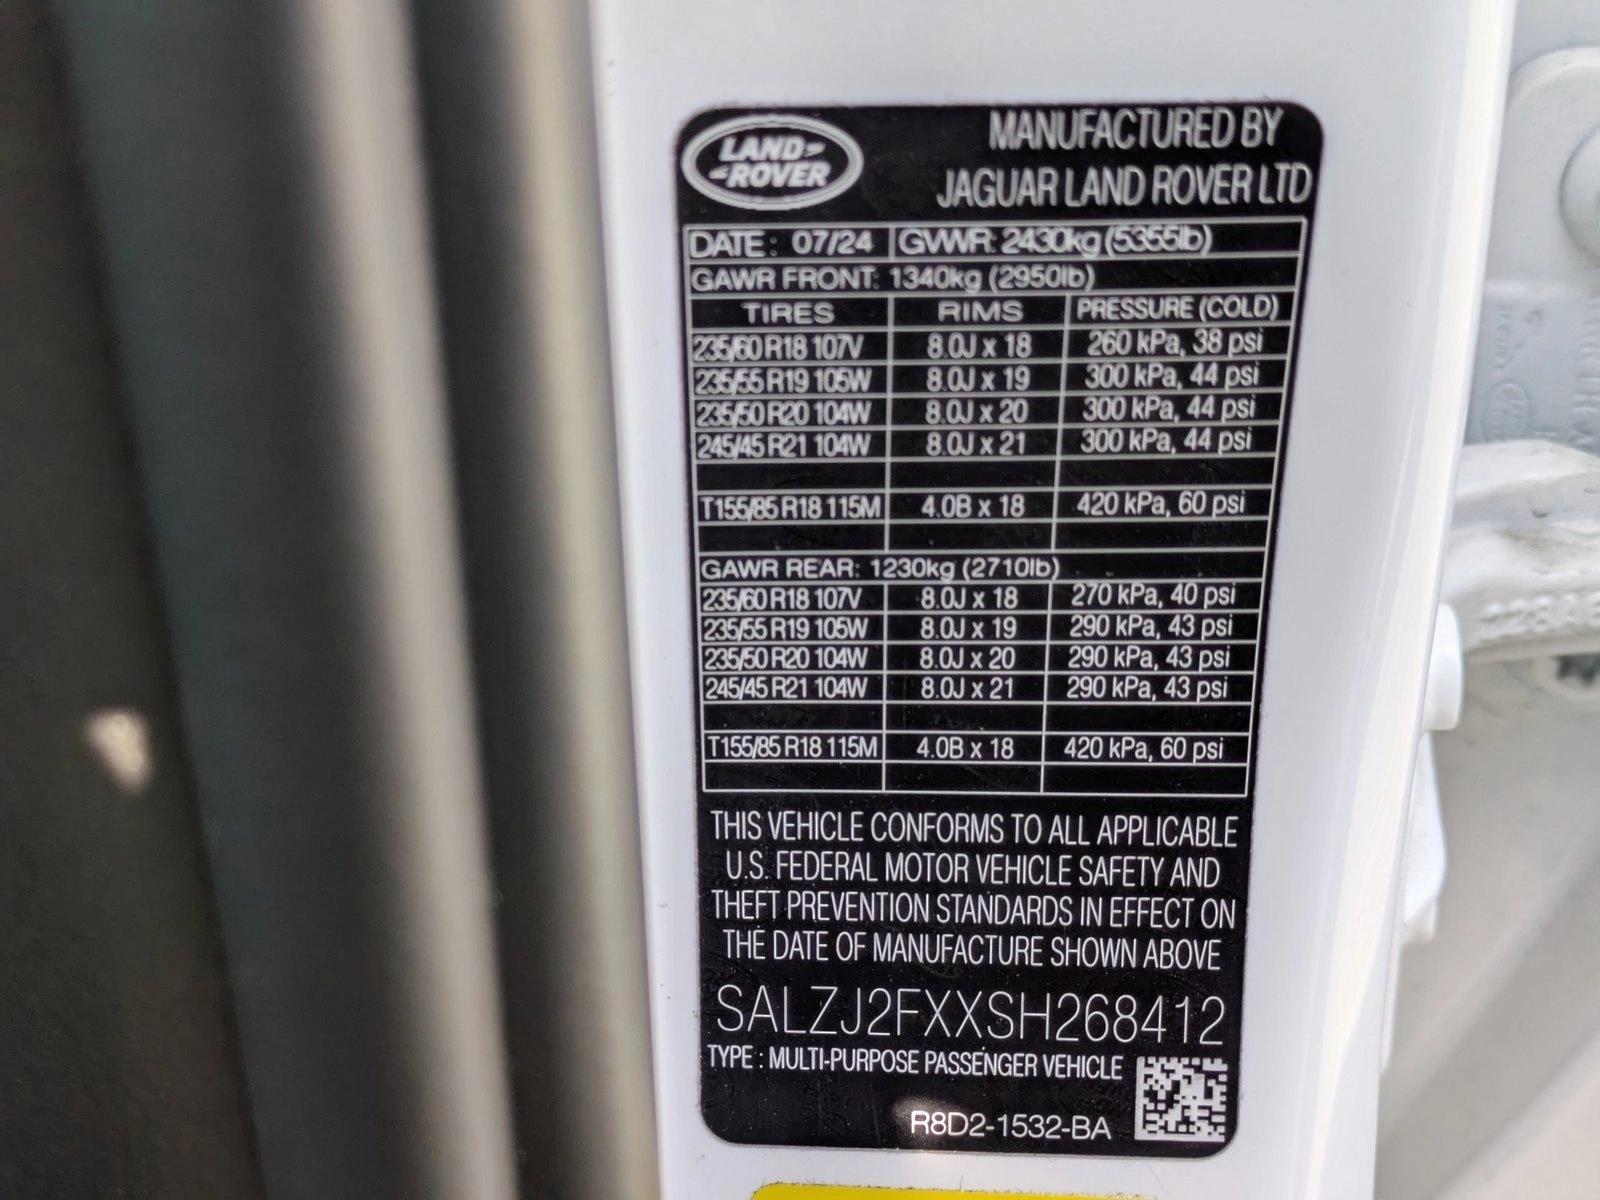 LAND-
-ROVER
MANUFACTURED BY
JAGUAR LAND ROVER LTD
DATE: 07/24 GVWR: 2430kg (5355lb)
GAWR FRONT: 1340kg (2950lb)
TIRES RIMS PRESSURE (COLD)
235/60 R18 107V 8.0J x 18 260 kPa, 38 psi
235/55 R19 105W 8.0J x 19 300 kPa, 44 psi
235/50 R20 104W 8.0J x 20 300 kPa, 44 psi
245/45 R21 104W 8.0J x 21 300 kPa, 44 psi
T155/85 R18 115M 4.0B x 18 420 kPa, 60 psi
GAWR REAR: 1230kg (2710lb)
235/60 R18 107V 8.0J x 18 270 kPa, 40 psi
235/55 R19 105W 8.0J x 19 290 kPa, 43 psi
235/50 R20 104W 8.0J x 20 290 kPa, 43 psi
245/45 R21 104W 8.0J x 21 290 kPa, 43 psi
T155/85 R18 115M 4.0B x 18 420 kPa, 60 psi
THIS VEHICLE CONFORMS TO ALL APPLICABLE
U.S. FEDERAL MOTOR VEHICLE SAFETY AND
THEFT PREVENTION STANDARDS IN EFFECT ON
THE DATE OF MANUFACTURE SHOWN ABOVE
SALZJ2FXXSH268412
TYPE : MULTI-PURPOSE PASSENGER VEHICLE
R8D2-1532-BA